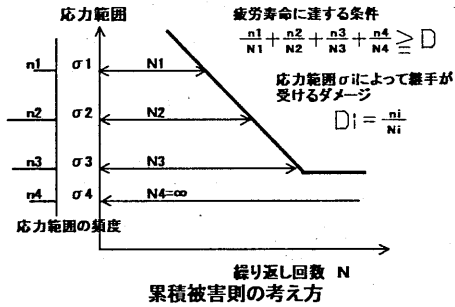 応力範囲
疲労寿命に達する条件
n1/N1 + n2/N2 + n3/N3 + n4/N4 ≧ D
n1 σ1 N1
応力範囲σiによって継手が
受けるダメージ
Di = ni/Ni
n2 σ2 N2
n3 σ3 N3
n4 σ4 N4=∞
応力範囲の頻度
繰り返し回数 N
累積被害則の考え方